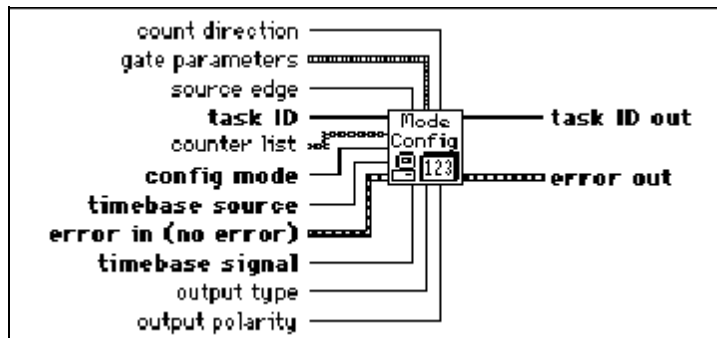 count direction
gate parameters
source edge
task ID
counter list
config mode
timebase source
error in (no error)
timebase signal
output type
output polarity
Mode
Config
123
task ID out
error out